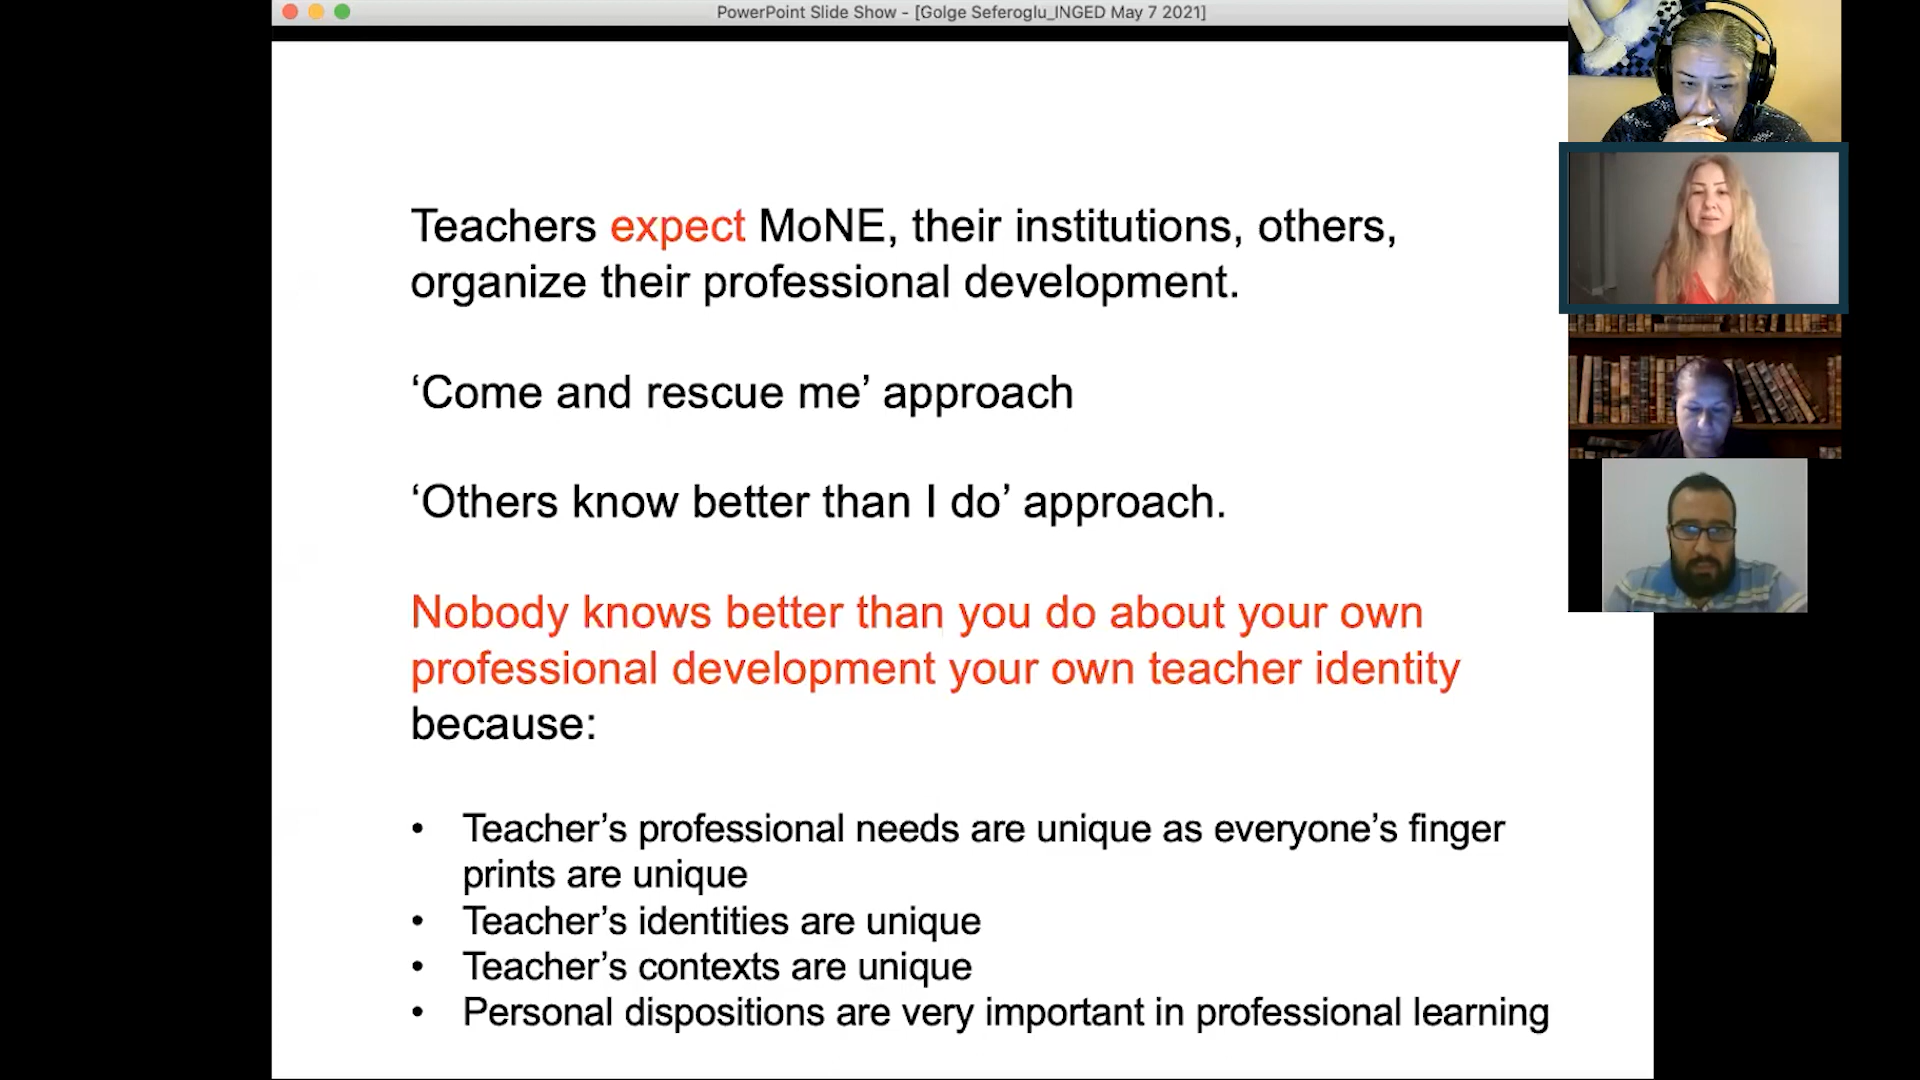 PowerPoint Slide Show - [Golge Seferoglu_INGED May 7 2021]
Teachers expect MoNE, their institutions, others,
organize their professional development.
‘Come and rescue me’ approach
‘Others know better than I do’ approach.
Nobody knows better than you do about your own
professional development your own teacher identity
because:
• Teacher’s professional needs are unique as everyone’s finger
prints are unique
• Teacher’s identities are unique
• Teacher’s contexts are unique
• Personal dispositions are very important in professional learning